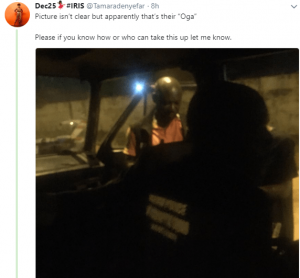 Dec25 #IRIS @Tamaradenyefar - 8h
Picture isn't clear but apparently that's their "Oga"
Please if you know how or who can take this up let me know.